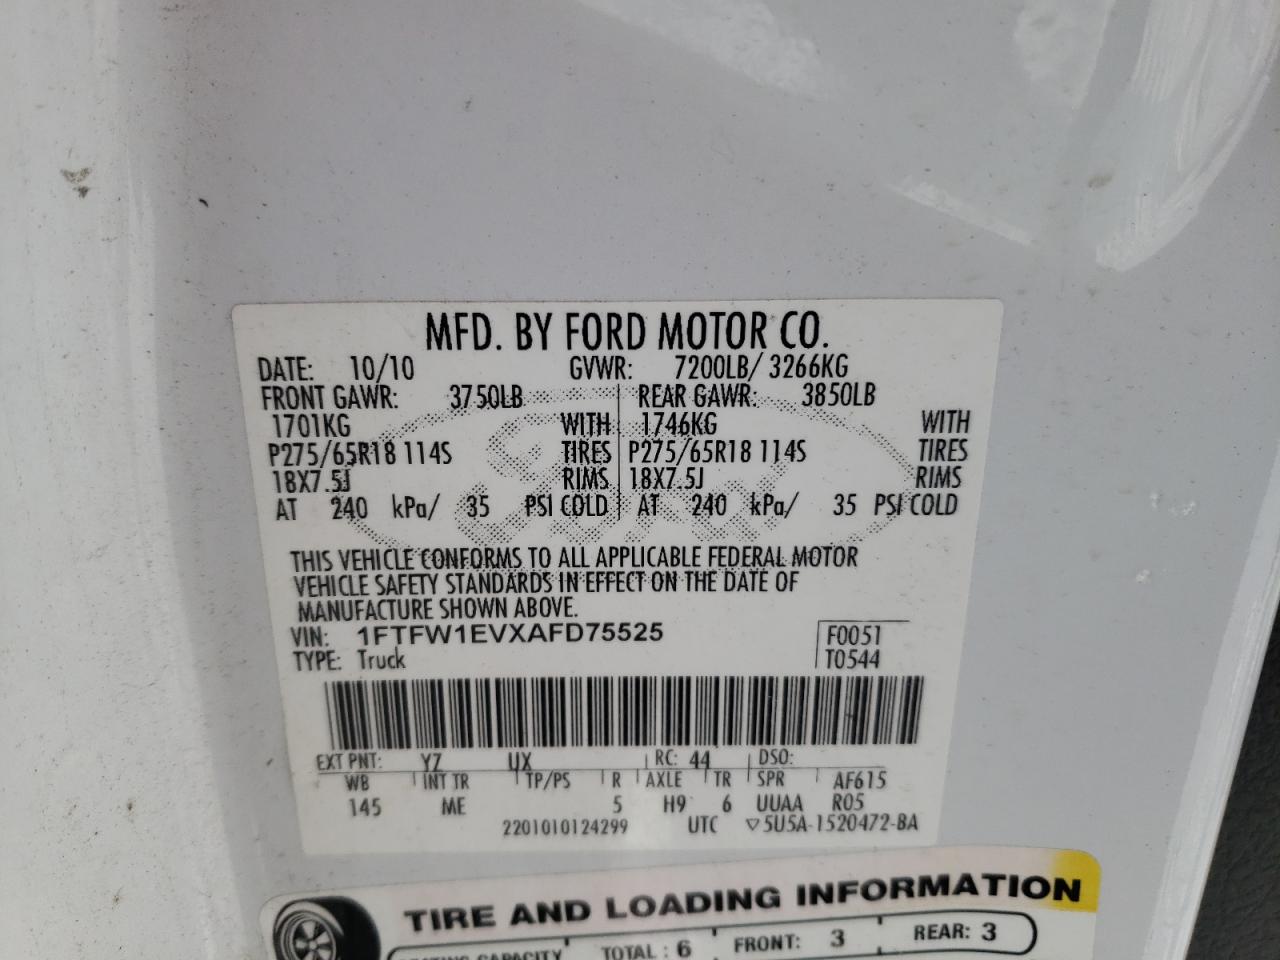 MFD. BY FORD MOTOR CO.
DATE: 10/10 GVWR: 7200LB/ 3266KG
FRONT GAWR: 3750LB REAR GAWR: 3850LB
1701KG WITH 1746KG WITH
P275/65R18 114S TIRES P275/65R18 114S TIRES
18X7.5J RIMS 18X7.5J RIMS
AT 240 kPa/ 35 PSI COLD AT 240 kPa/ 35 PSI COLD
THIS VEHICLE CONFORMS TO ALL APPLICABLE FEDERAL MOTOR
VEHICLE SAFETY STANDARDS IN EFFECT ON THE DATE OF
MANUFACTURE SHOWN ABOVE.
VIN: 1FTFW1EVXAFD75525 F0051
TYPE: Truck T0544
EXT PNT: YZ UX RC: 44 DSO:
WB INT TR TP/PS R AXLE TR SPR AF615
145 ME 5 H9 6 UUAA R05
2201010124299 UTC ▽5U5A-1520472-BA
TIRE AND LOADING INFORMATION
SEATING CAPACITY TOTAL : 6 FRONT: 3 REAR: 3